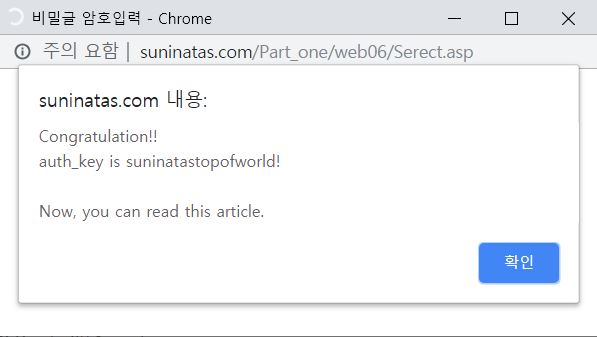 비밀글 암호입력 - Chrome
주의 요함 | suninatas.com/Part_one/web06/Serect.asp
suninatas.com 내용:
Congratulation!!
auth_key is suninatastopofworld!
Now, you can read this article.
확인